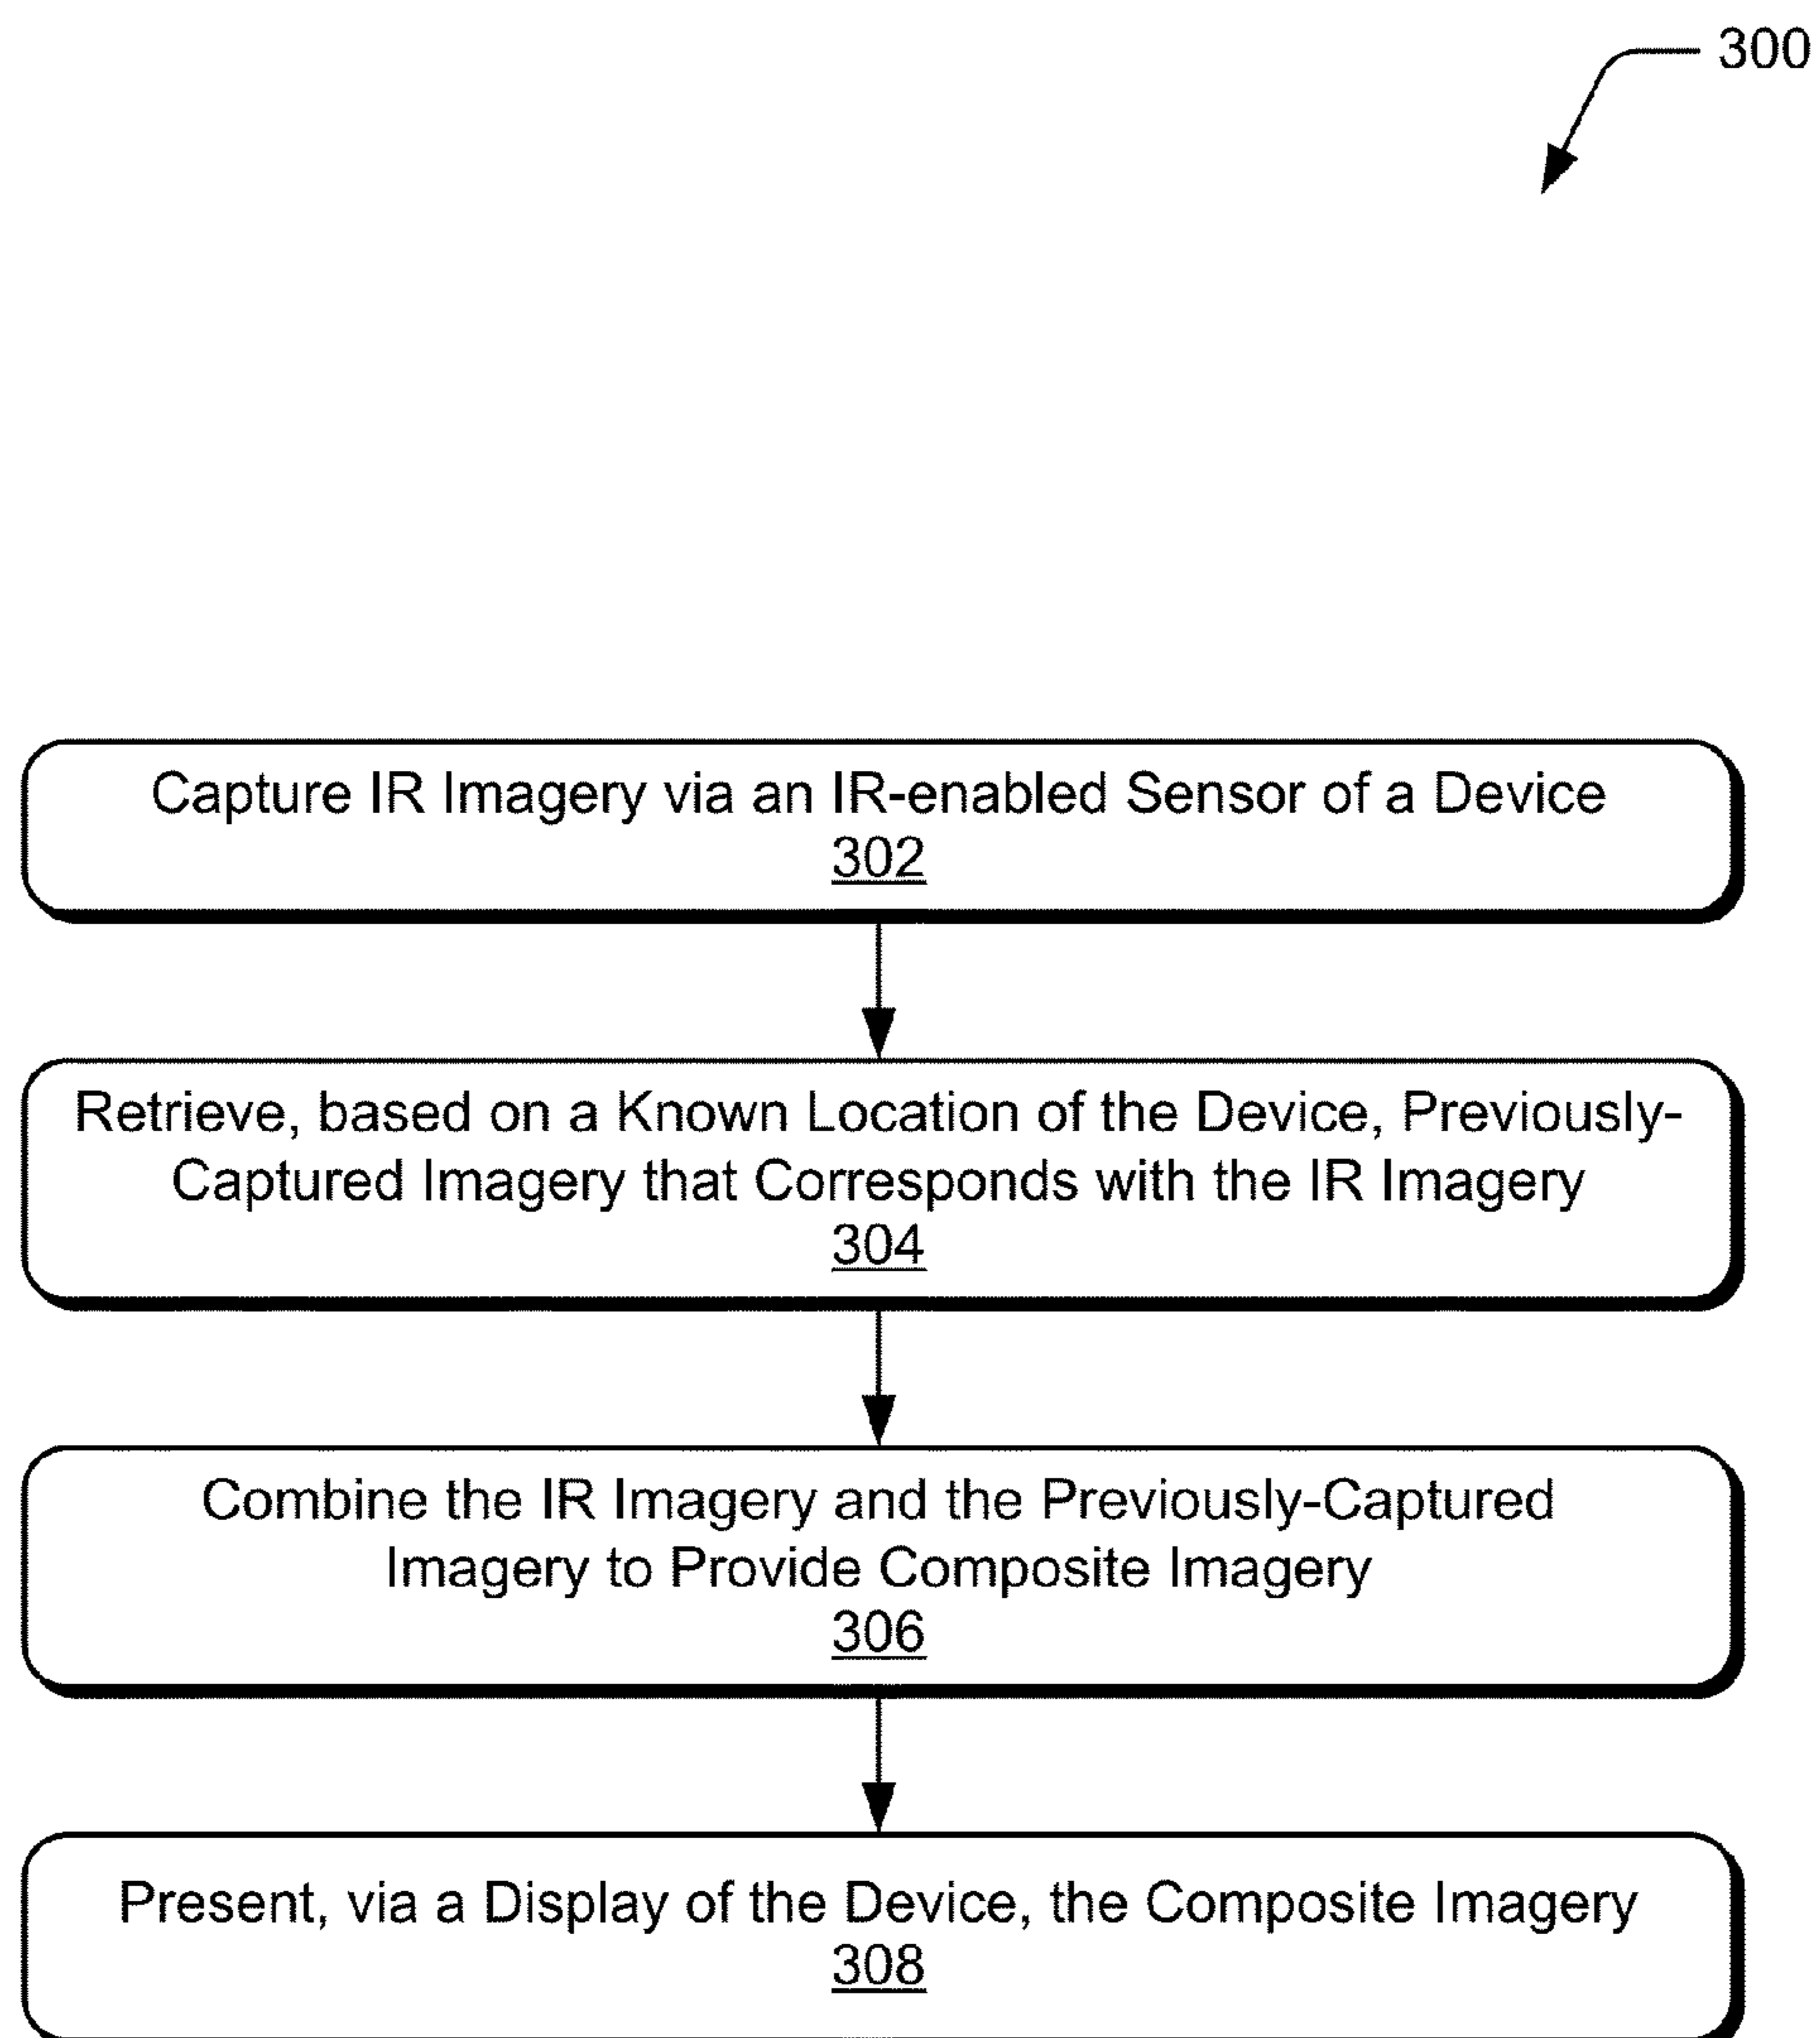 300
Capture IR Imagery via an IR-enabled Sensor of a Device
302
Retrieve, based on a Known Location of the Device, Previously-
Captured Imagery that Corresponds with the IR Imagery
304
Combine the IR Imagery and the Previously-Captured
Imagery to Provide Composite Imagery
306
Present, via a Display of the Device, the Composite Imagery
308